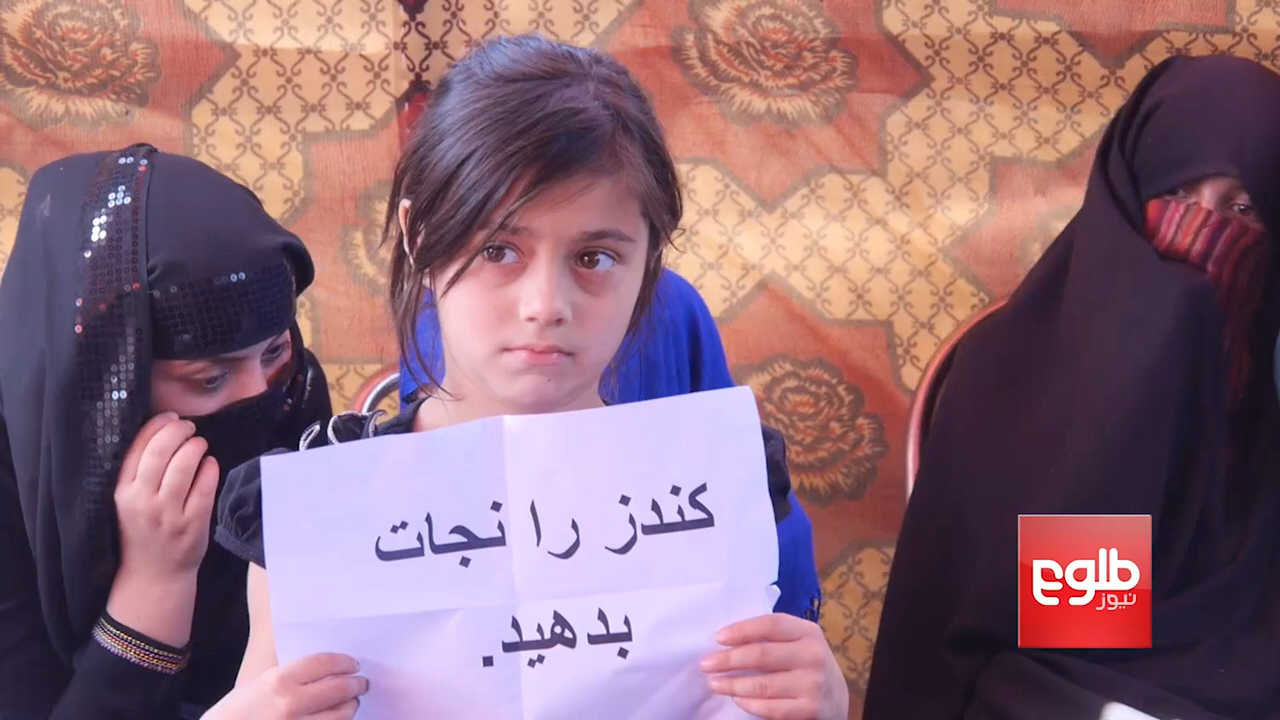 کندز را نجات
بدهید.
طلوع
نیوز